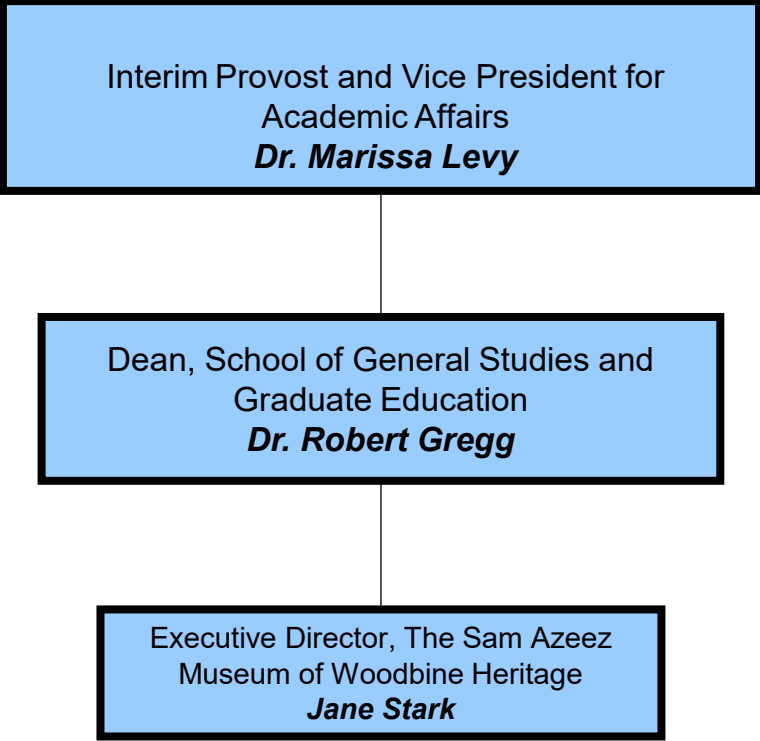 Interim Provost and Vice President for
Academic Affairs
Dr. Marissa Levy
Dean, School of General Studies and
Graduate Education
Dr. Robert Gregg
Executive Director, The Sam Azeez
Museum of Woodbine Heritage
Jane Stark